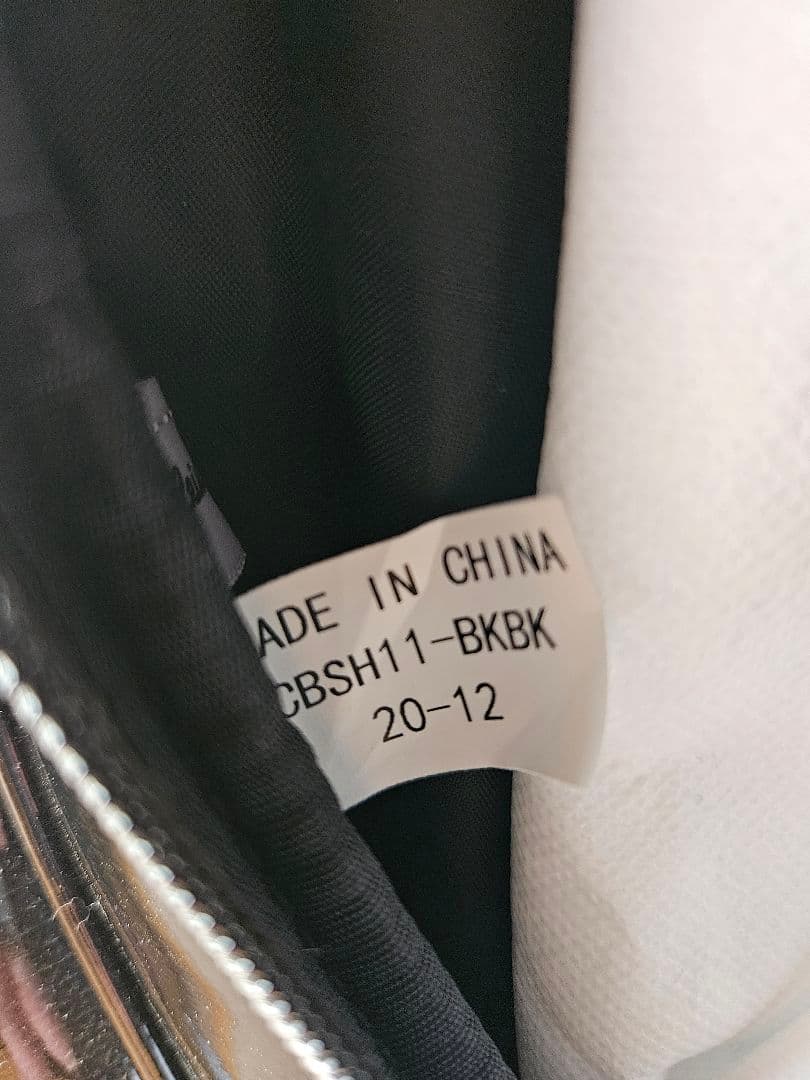 ADE IN CHINA
CBSH11-BKBK
20-12